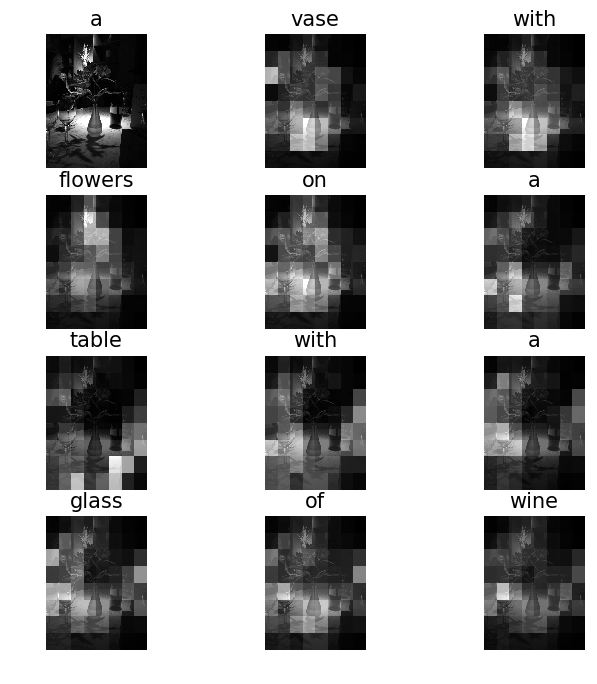 a vase with
flowers on a
table with a
glass of wine